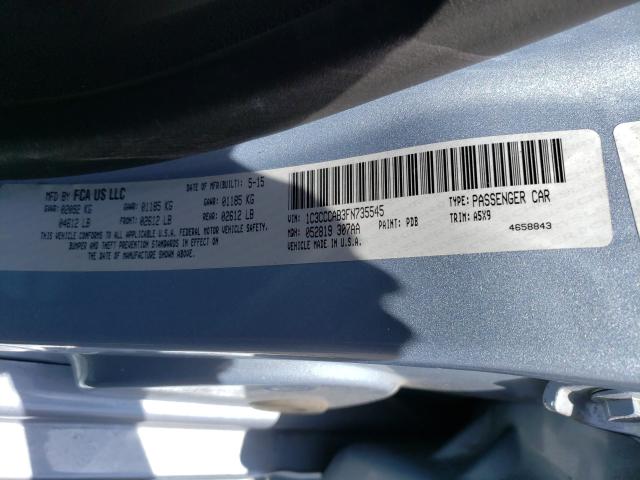 MFD BY FCA US LLC DATE OF MFR(BUILT): 5-15
GVWR: 02092 KG GAWR: 01185 KG GAWR: 01185 KG
04612 LB FRONT: 02612 LB REAR: 02612 LB
THIS VEHICLE CONFORMS TO ALL U.S.A. FEDERAL MOTOR VEHICLE SAFETY,
BUMPER AND THEFT PREVENTION STANDARDS IN EFFECT ON
THE DATE OF MANUFACTURE SHOWN ABOVE.
VIN: 1C3CCCAB3FN735545 TYPE: PASSENGER CAR
MDH: 052819 307AA PAINT: PDB TRIM: A5X9
MADE IN U.S.A. 4658843